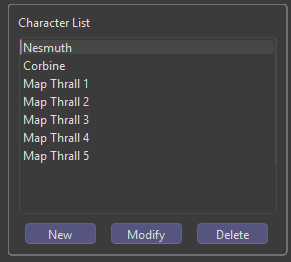 Character List
Nesmuth
Corbine
Map Thrall 1
Map Thrall 2
Map Thrall 3
Map Thrall 4
Map Thrall 5
New Modify Delete